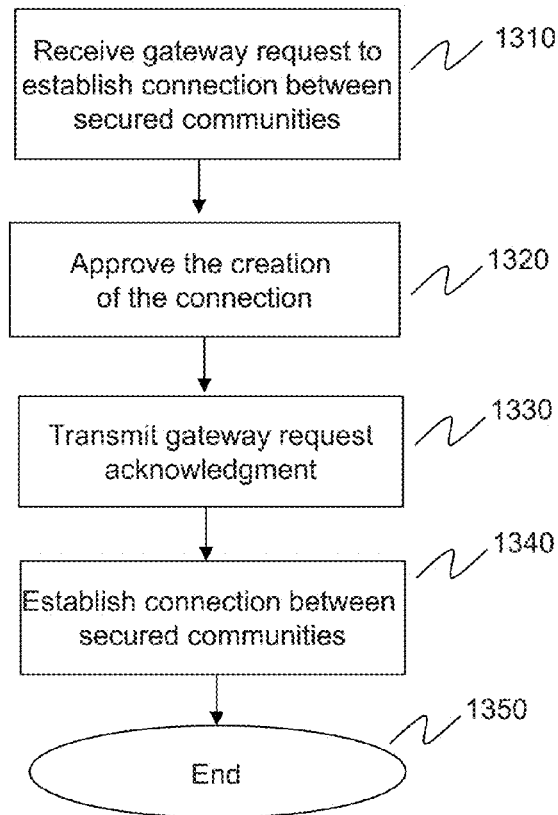 Receive gateway request to
establish connection between
secured communities
1310
Approve the creation
of the connection
1320
Transmit gateway request
acknowledgment
1330
Establish connection between
secured communities
1340
End
1350